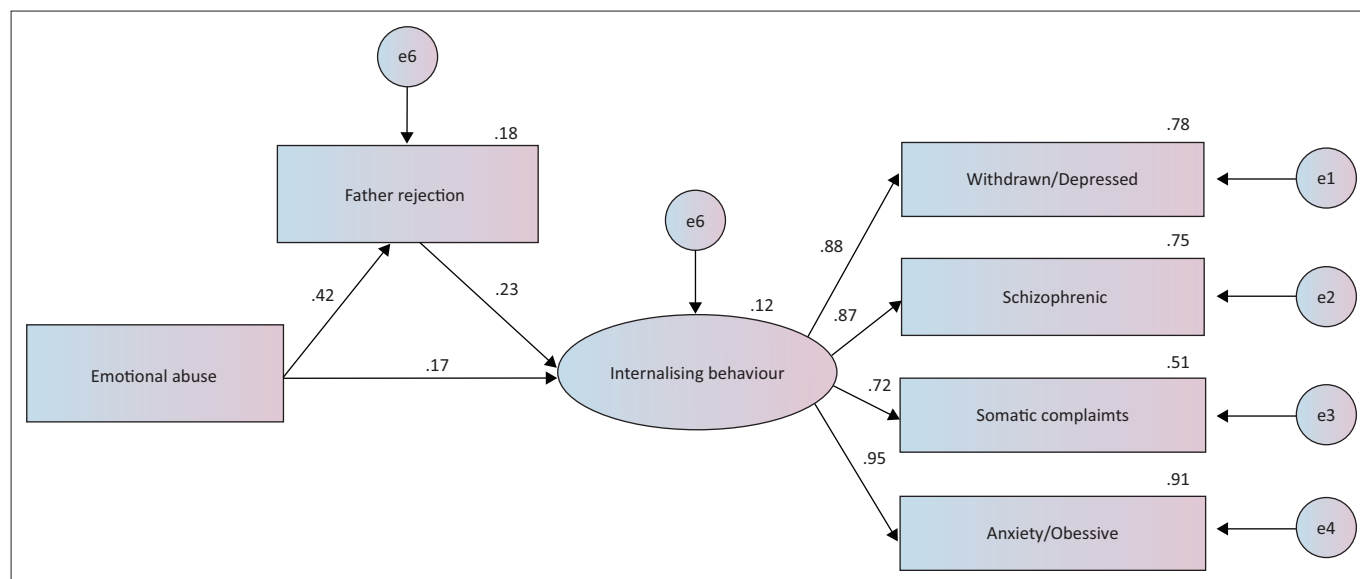 e6
.18
Father rejection
.42
.23
Emotional abuse
.17
e6
.12
Internalising behaviour
.88
.87
.72
.95
.78
Withdrawn/Depressed
e1
.75
Schizophrenic
e2
.51
Somatic complaimts
e3
.91
Anxiety/Obessive
e4